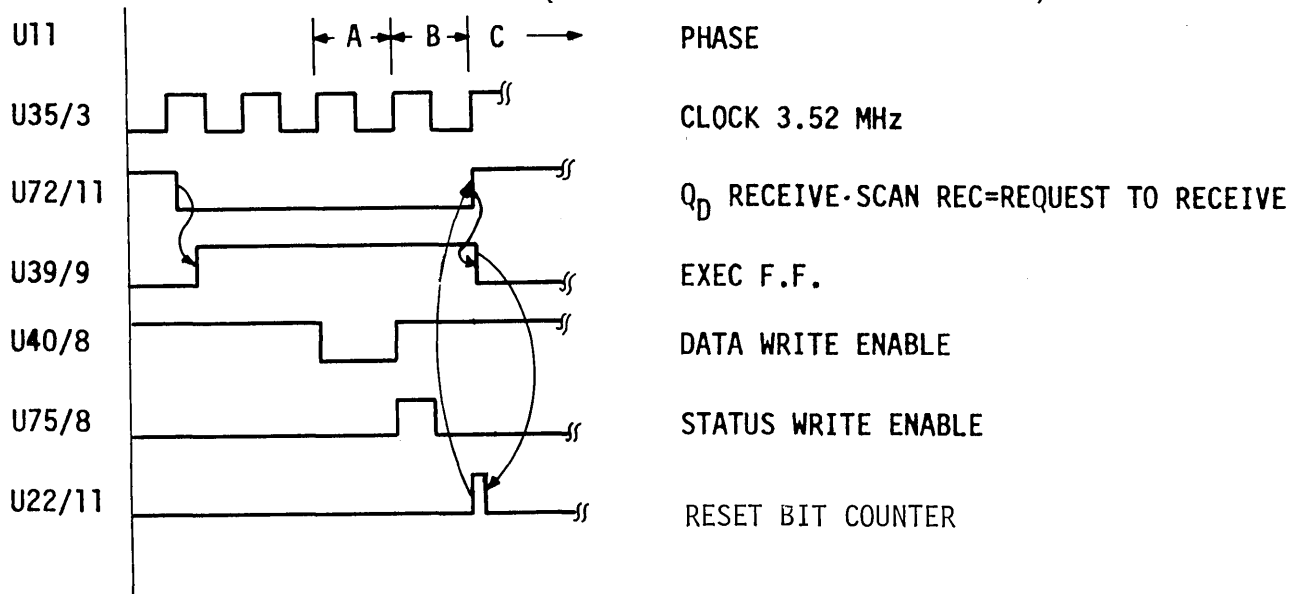 U11 A B C PHASE
U35/3 CLOCK 3.52 MHz
U72/11 QD RECEIVE·SCAN REC=REQUEST TO RECEIVE
U39/9 EXEC F.F.
U40/8 DATA WRITE ENABLE
U75/8 STATUS WRITE ENABLE
U22/11 RESET BIT COUNTER